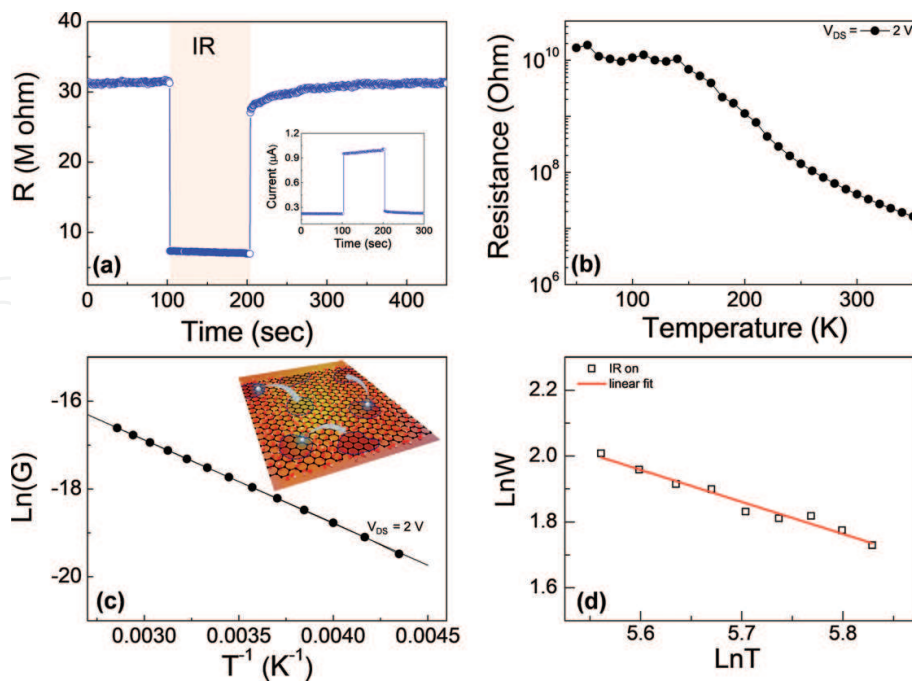 40
30
20
10
R (M ohm)
IR
1.2
0.9
0.6
0.3
Current (μA)
0 100 200 300
Time (sec)
(a)
0 100 200 300 400
Time (sec)
V_DS = 2 V
10^10
10^8
10^6
Resistance (Ohm)
(b)
100 200 300
Temperature (K)
-16
-18
-20
Ln(G)
V_DS = 2 V
(c)
0.0030 0.0035 0.0040 0.0045
T^-1 (K^-1)
IR on
linear fit
2.2
2.0
1.8
1.6
LnW
(d)
5.6 5.7 5.8
LnT